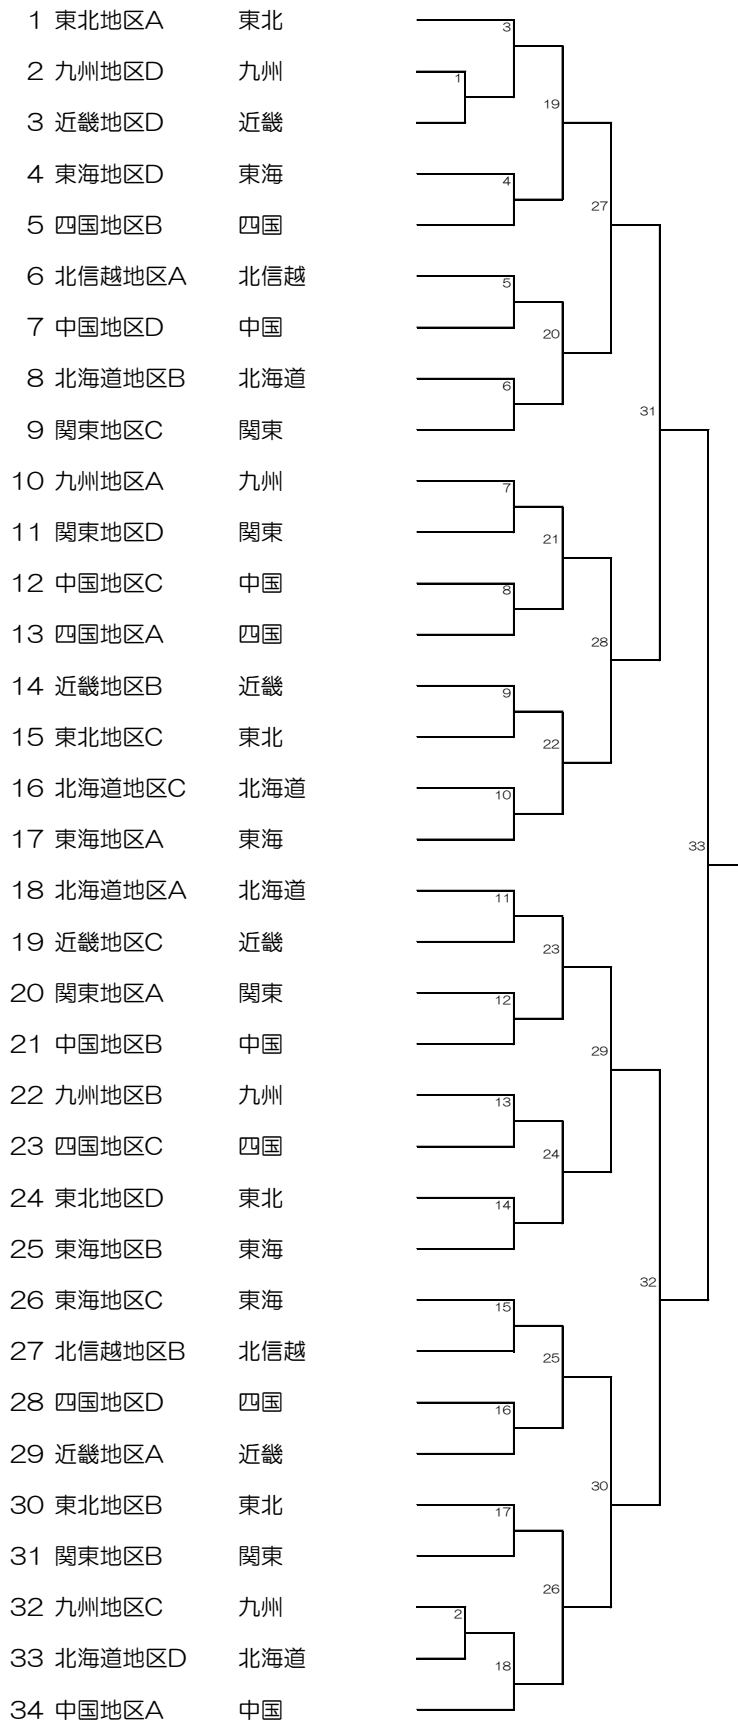 1 東北地区A 東北
3
2 九州地区D 九州
1
3 近畿地区D 近畿
19
4 東海地区D 東海
4
5 四国地区B 四国
27
6 北信越地区A 北信越
5
7 中国地区D 中国
20
8 北海道地区B 北海道
6
9 関東地区C 関東
31
10 九州地区A 九州
7
11 関東地区D 関東
21
12 中国地区C 中国
8
13 四国地区A 四国
28
14 近畿地区B 近畿
9
15 東北地区C 東北
22
16 北海道地区C 北海道
10
17 東海地区A 東海
33
18 北海道地区A 北海道
11
19 近畿地区C 近畿
23
20 関東地区A 関東
12
21 中国地区B 中国
29
22 九州地区B 九州
13
23 四国地区C 四国
24
24 東北地区D 東北
14
25 東海地区B 東海
32
26 東海地区C 東海
15
27 北信越地区B 北信越
25
28 四国地区D 四国
16
29 近畿地区A 近畿
30
30 東北地区B 東北
17
31 関東地区B 関東
26
32 九州地区C 九州
2
33 北海道地区D 北海道
18
34 中国地区A 中国